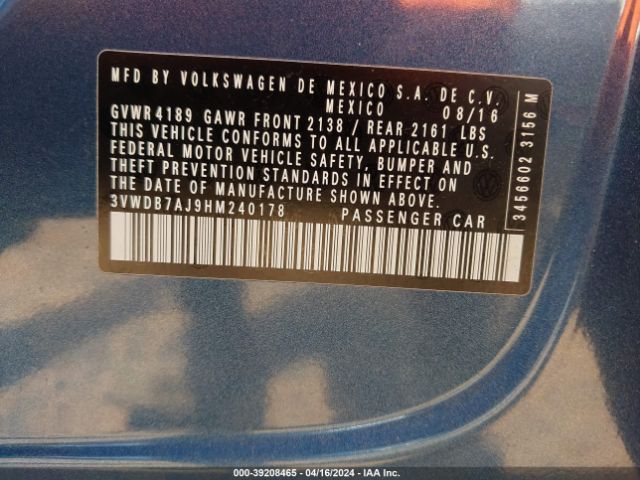 MFD BY VOLKSWAGEN DE MEXICO S.A. DE C.V.
MEXICO 08/16
GVWR 4189 GAWR FRONT 2138 / REAR 2161 LBS
THIS VEHICLE CONFORMS TO ALL APPLICABLE U.S.
FEDERAL MOTOR VEHICLE SAFETY, BUMPER AND
THEFT PREVENTION STANDARDS IN EFFECT ON
THE DATE OF MANUFACTURE SHOWN ABOVE.
3VWDB7AJ9HM240178 PASSENGER CAR
3456602 3156 M
000-39208465 - 04/16/2024 - IAA Inc.